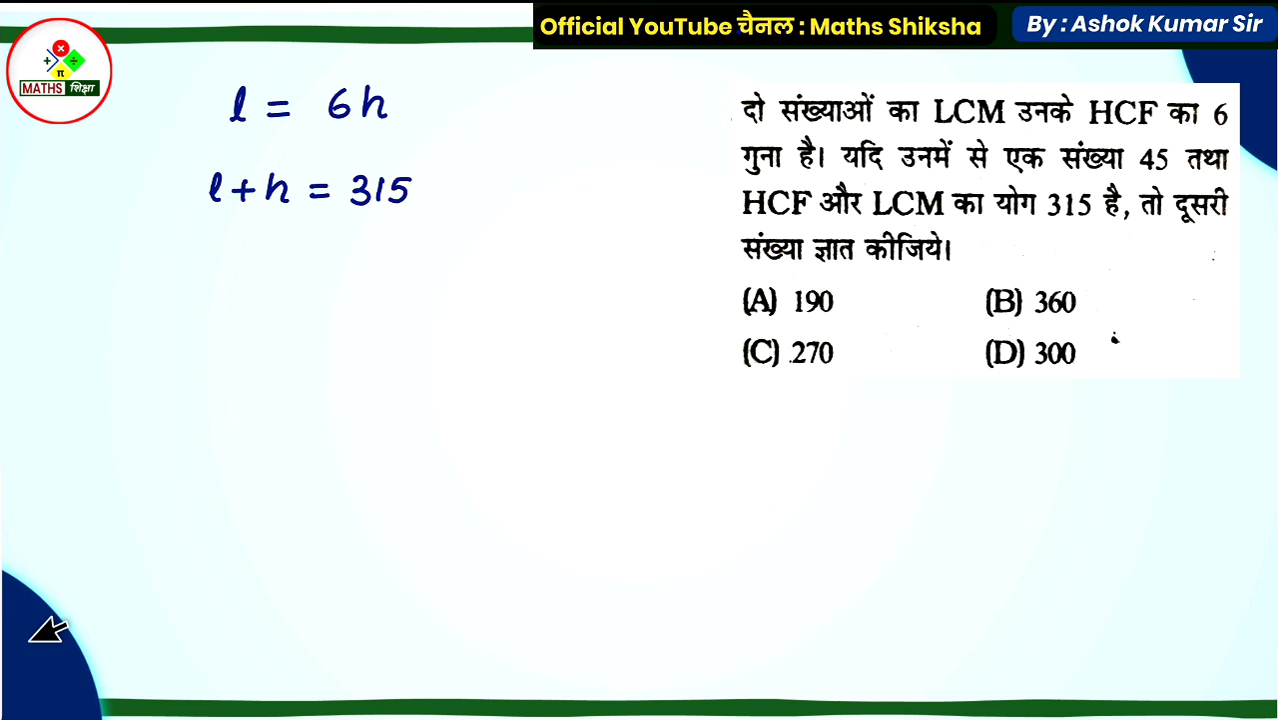 Official YouTube चैनल : Maths Shiksha
By : Ashok Kumar Sir
MATHS शिक्षा
l = 6h
l + h = 315
दो संख्याओं का LCM उनके HCF का 6
गुना है। यदि उनमें से एक संख्या 45 तथा
HCF और LCM का योग 315 है, तो दूसरी
संख्या ज्ञात कीजिये।
(A) 190 (B) 360
(C) 270 (D) 300